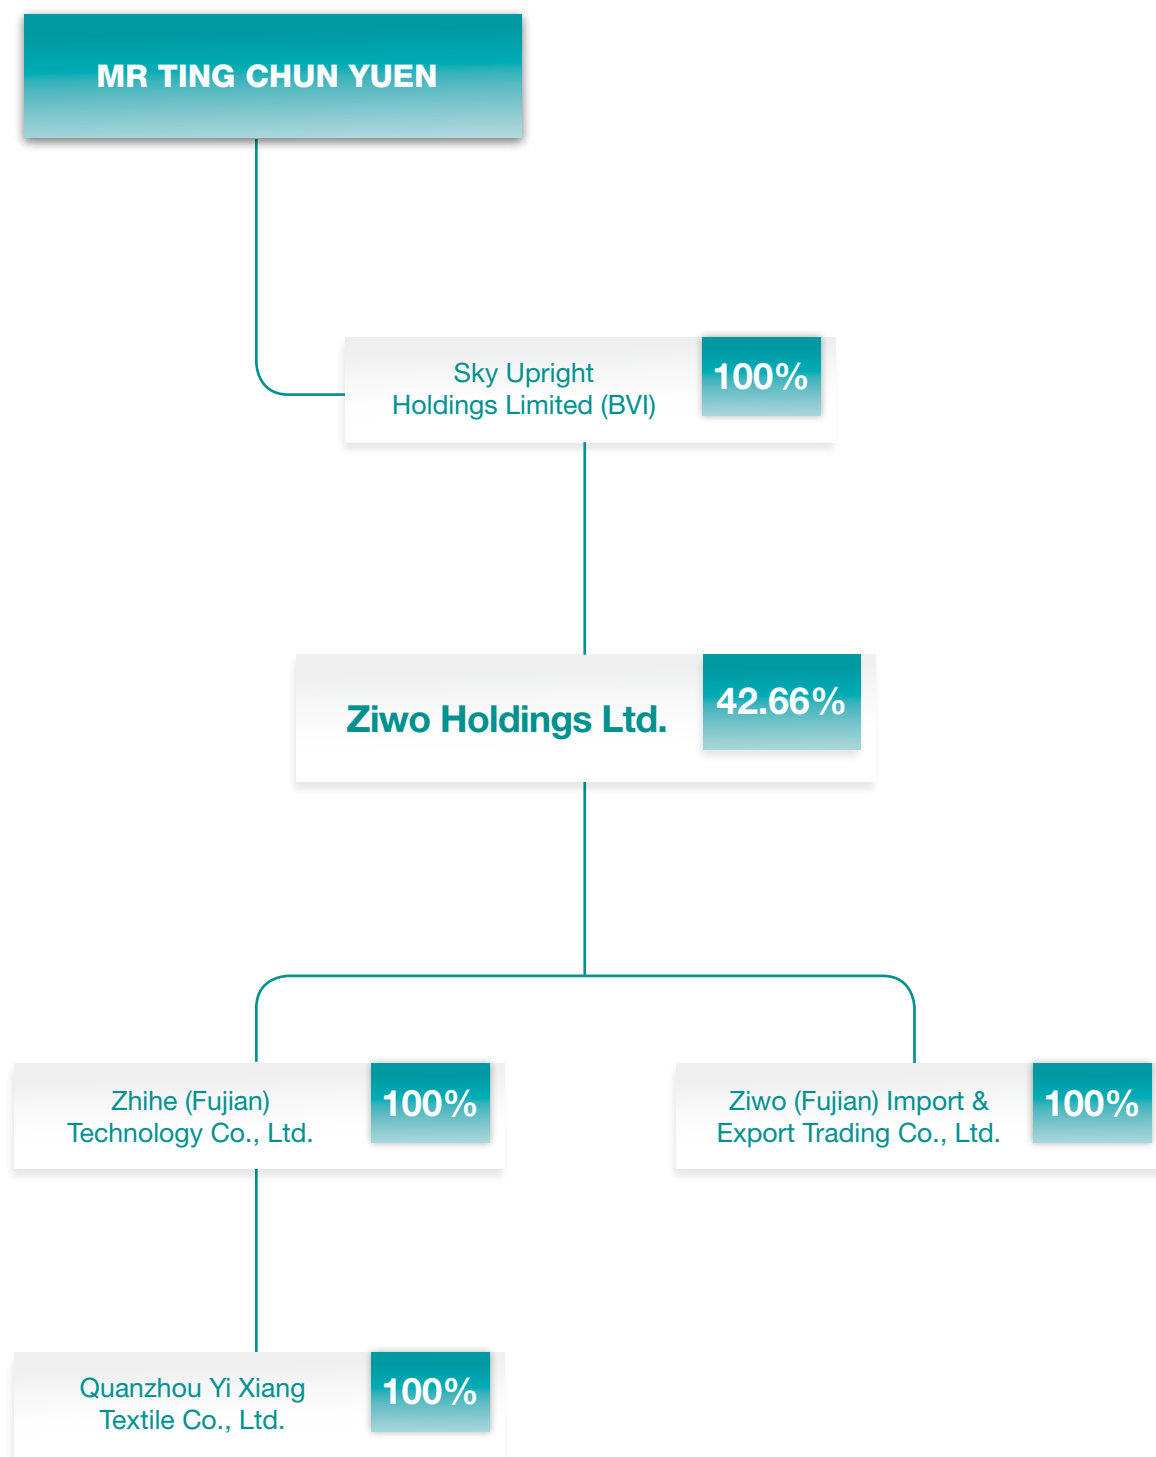 MR TING CHUN YUEN
Sky Upright
Holdings Limited (BVI)
100%
Ziwo Holdings Ltd.
42.66%
Zhihe (Fujian)
Technology Co., Ltd.
100%
Ziwo (Fujian) Import &
Export Trading Co., Ltd.
100%
Quanzhou Yi Xiang
Textile Co., Ltd.
100%